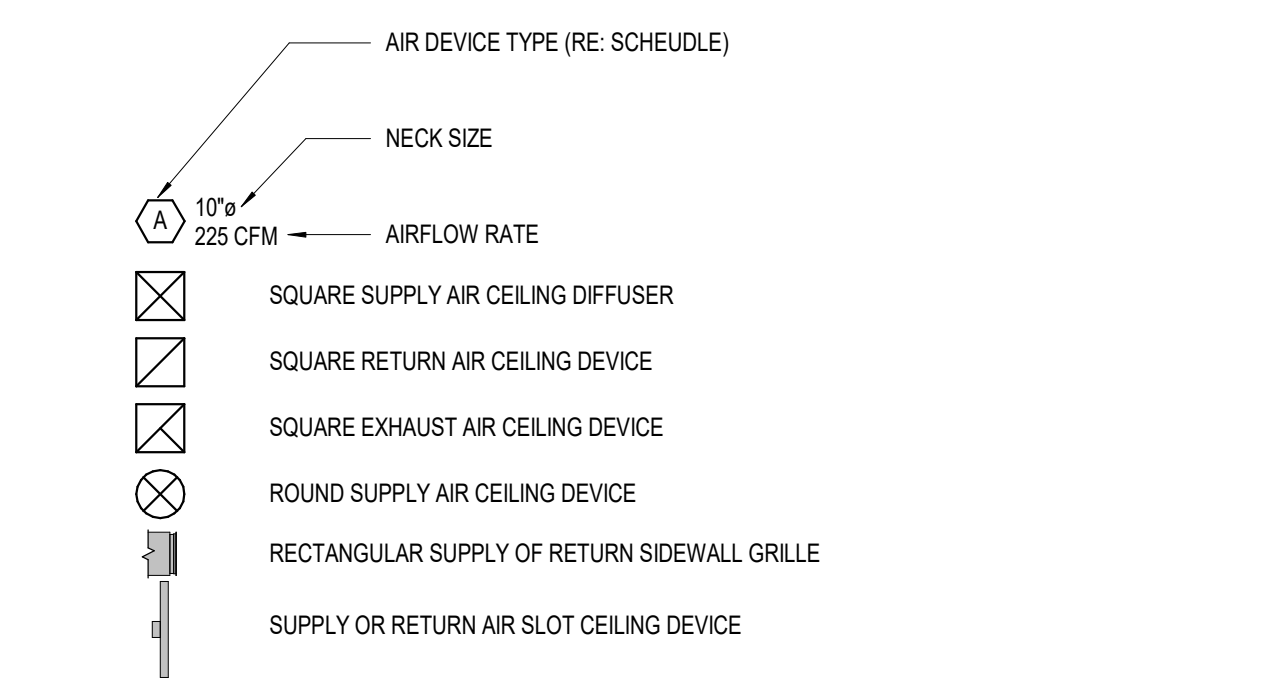 AIR DEVICE TYPE (RE: SCHEUDLE)
NECK SIZE
A 10"ø
225 CFM AIRFLOW RATE
SQUARE SUPPLY AIR CEILING DIFFUSER
SQUARE RETURN AIR CEILING DEVICE
SQUARE EXHAUST AIR CEILING DEVICE
ROUND SUPPLY AIR CEILING DEVICE
RECTANGULAR SUPPLY OF RETURN SIDEWALL GRILLE
SUPPLY OR RETURN AIR SLOT CEILING DEVICE